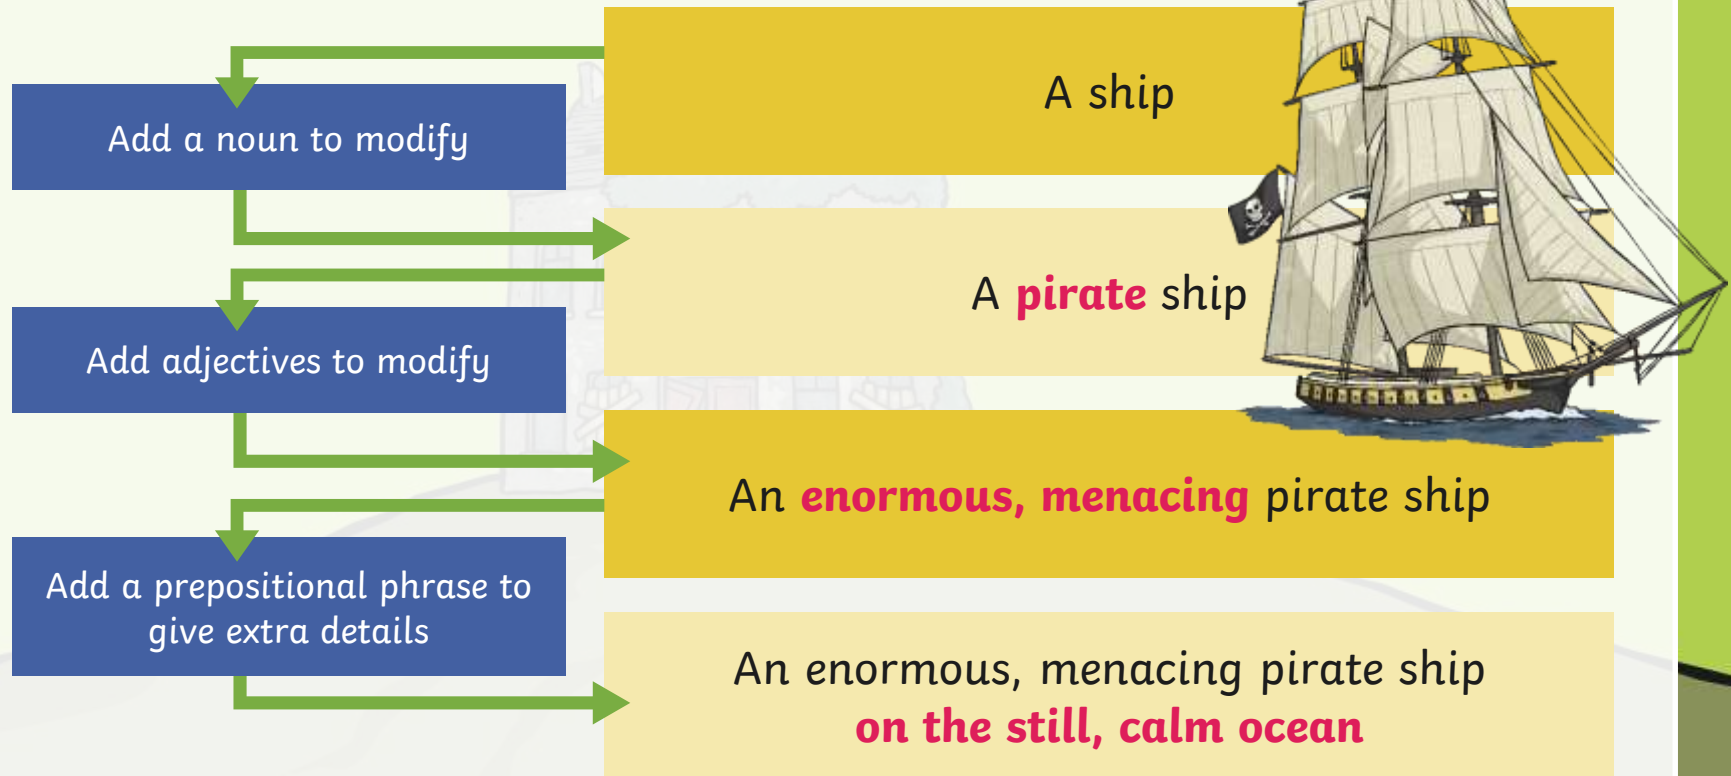 A ship
Add a noun to modify
A pirate ship
Add adjectives to modify
An enormous, menacing pirate ship
Add a prepositional phrase to
give extra details
An enormous, menacing pirate ship
on the still, calm ocean